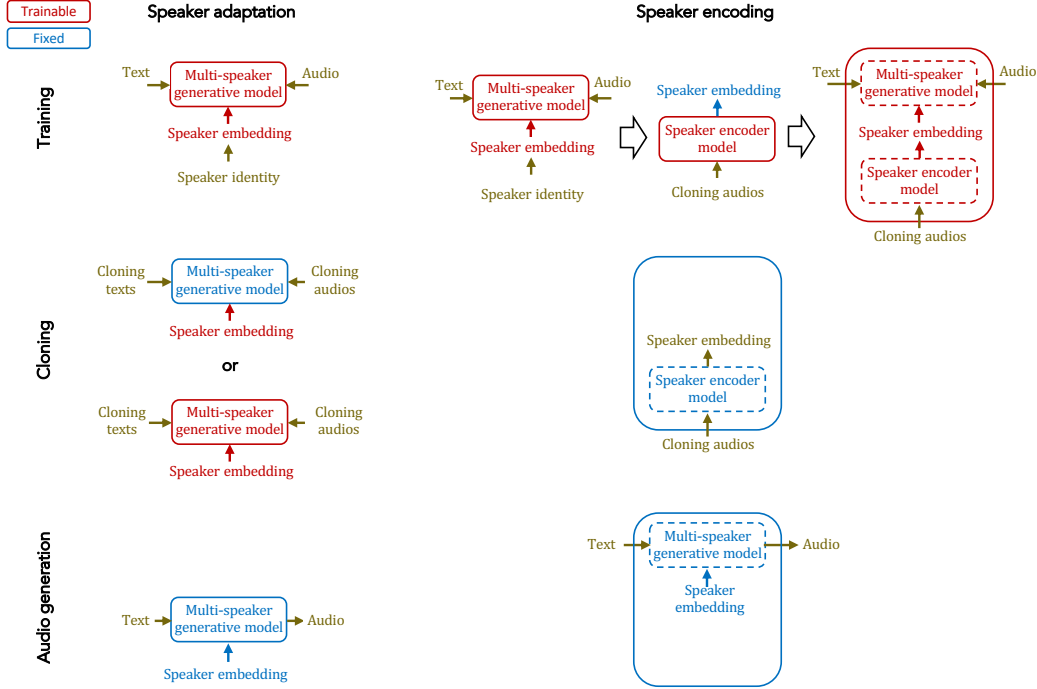 Trainable
Fixed
Speaker adaptation
Speaker encoding
Training
Text
Multi-speaker
generative model
Audio
Speaker embedding
Speaker identity
Text
Multi-speaker
generative model
Audio
Speaker embedding
Speaker identity
Speaker embedding
Speaker encoder
model
Cloning audios
Text
Multi-speaker
generative model
Audio
Speaker embedding
Speaker encoder
model
Cloning audios
Cloning
Cloning
texts
Multi-speaker
generative model
Cloning
audios
Speaker embedding
or
Cloning
texts
Multi-speaker
generative model
Cloning
audios
Speaker embedding
Speaker embedding
Speaker encoder
model
Cloning audios
Audio generation
Text
Multi-speaker
generative model
Audio
Speaker embedding
Text
Multi-speaker
generative model
Audio
Speaker
embedding